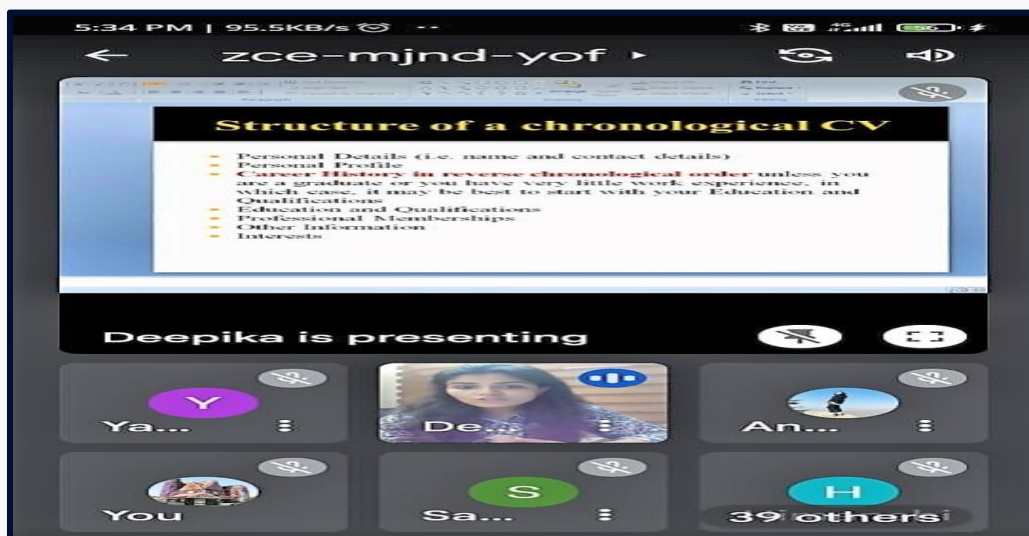 5:34 PM | 95.5KB/s
4G
56
zce-mjnd-yof
Structure of a chronological CV
Personal Details (i.e. name and contact details)
Personal Profile
Career History in reverse chronological order unless you
are a graduate or you have very little work experience, in
which case, it may be best to start with your Education and
Qualifications
Education and Qualifications
Professional Memberships
Other Information
Interests
Deepika is presenting
Y
Ya...
De...
An...
You
S
Sa...
H
39 others